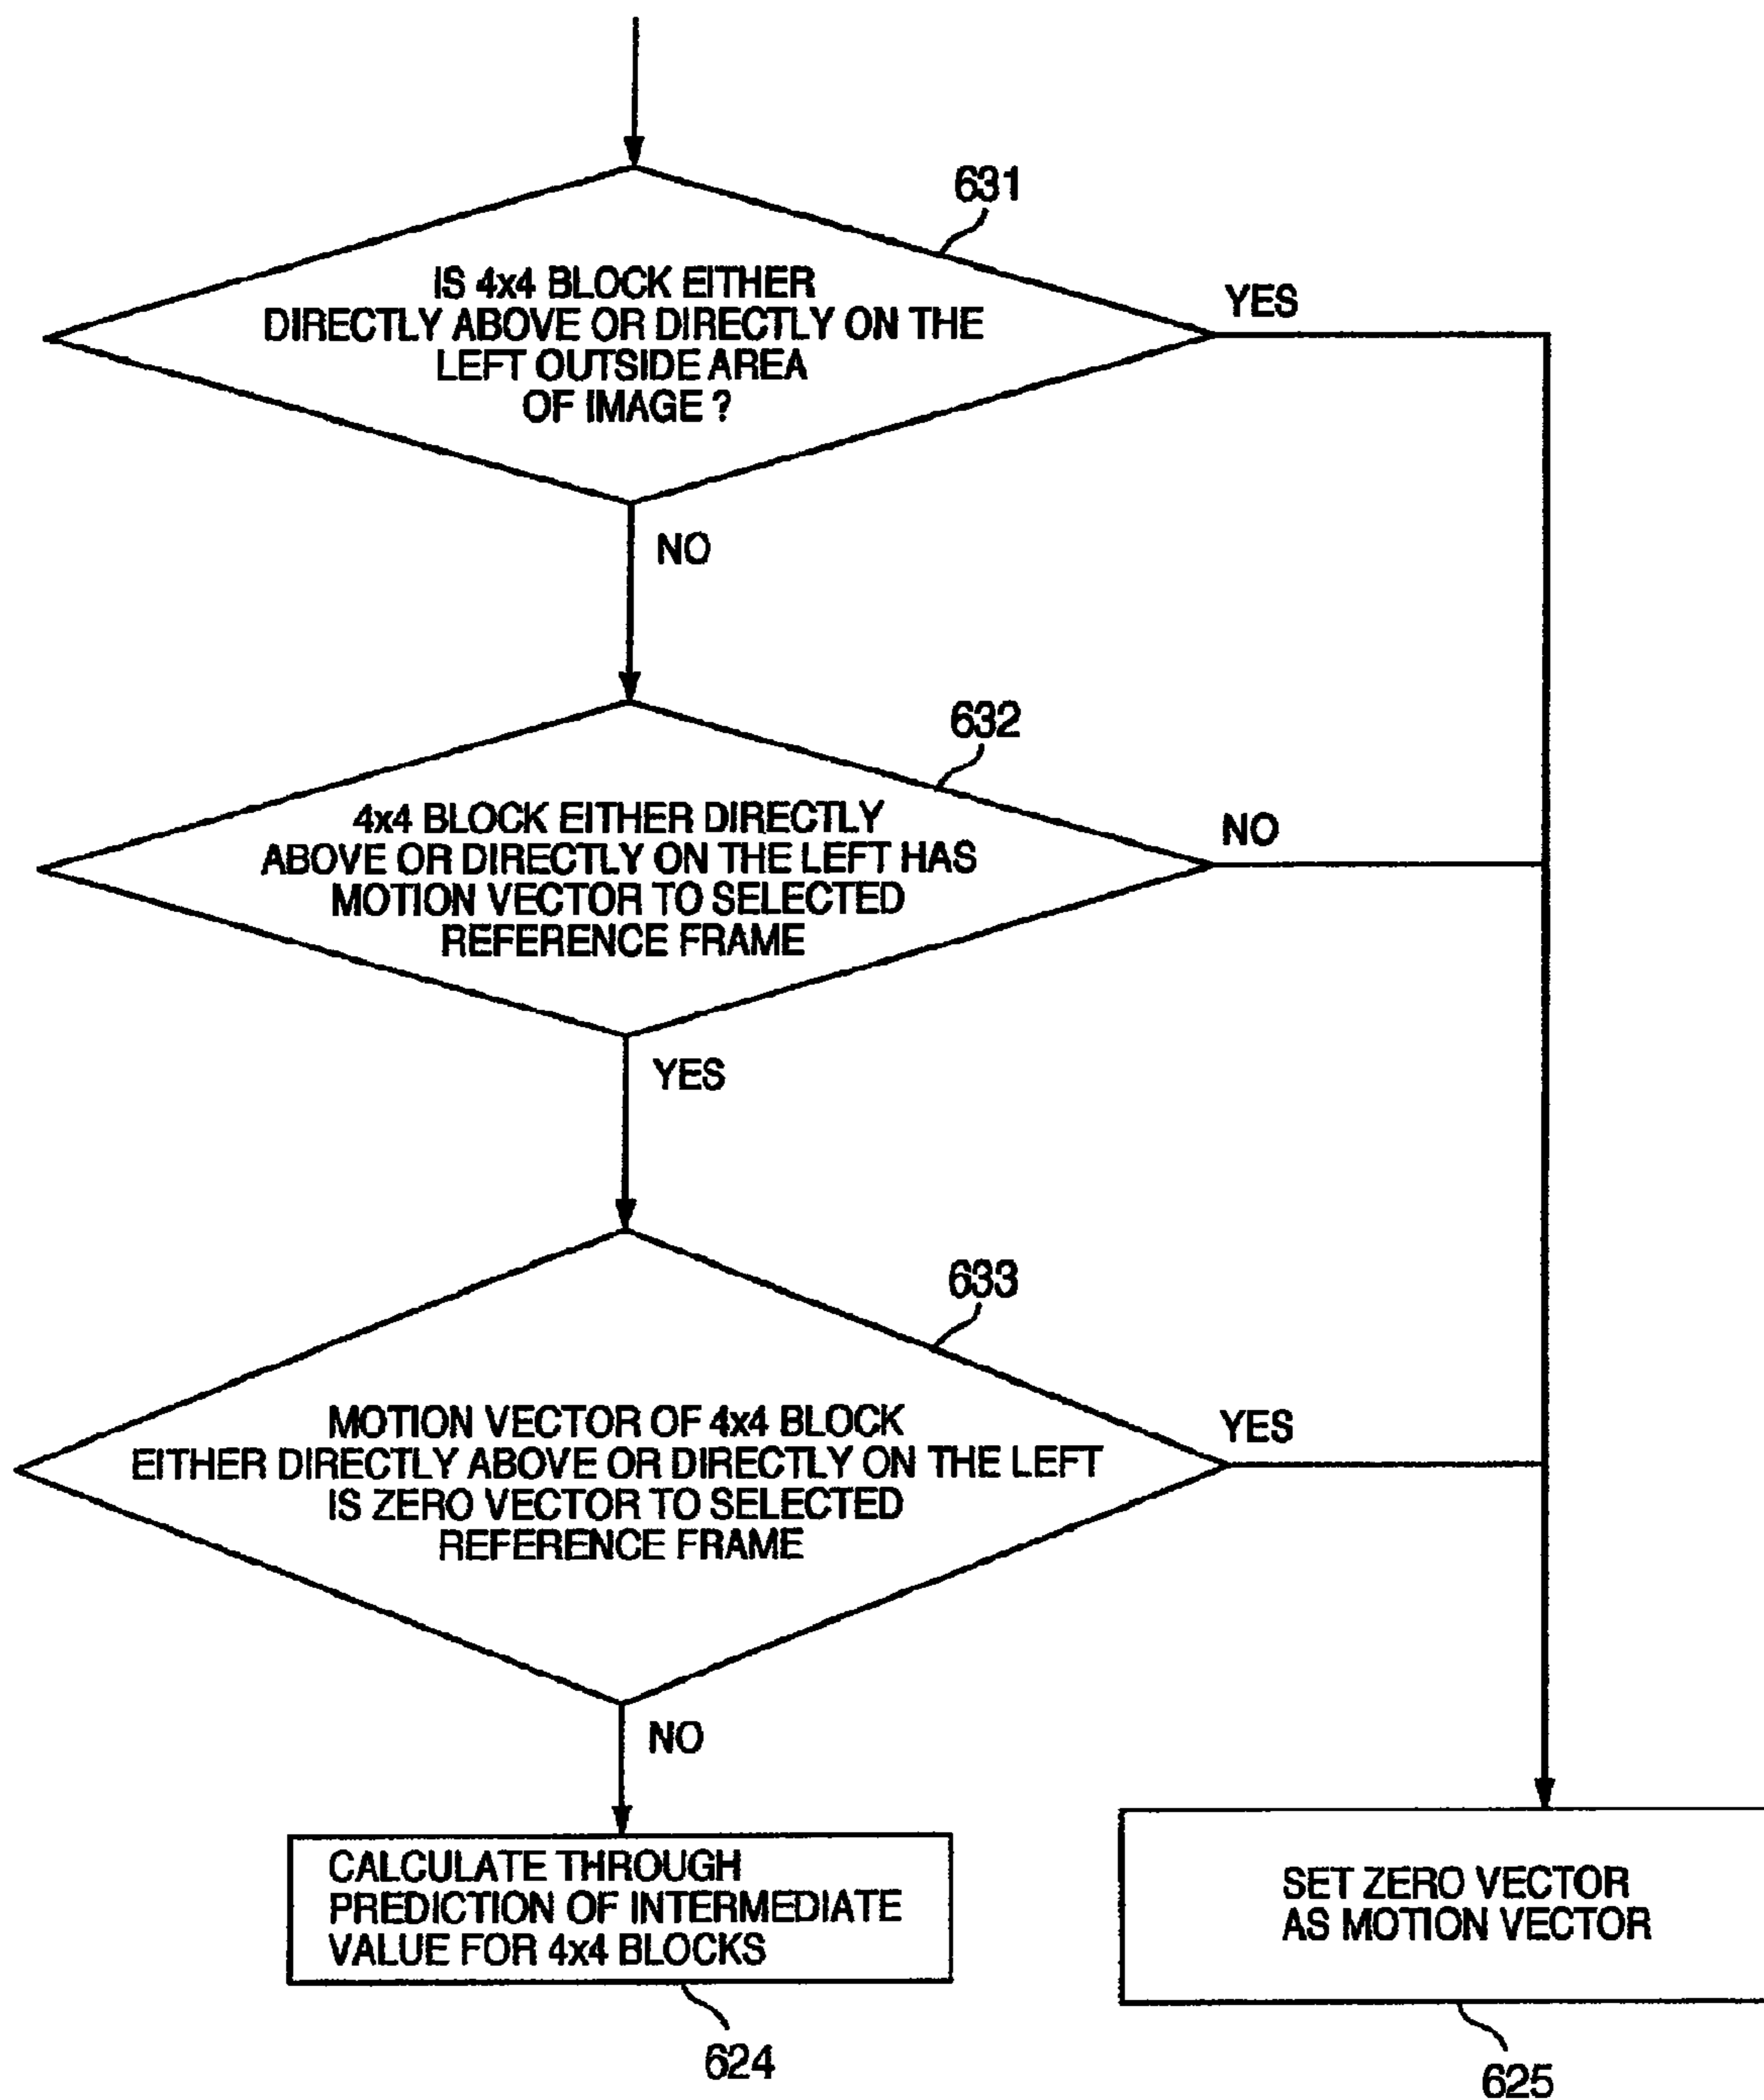 631
IS 4x4 BLOCK EITHER
DIRECTLY ABOVE OR DIRECTLY ON THE
LEFT OUTSIDE AREA
OF IMAGE ?
YES
NO
632
4x4 BLOCK EITHER DIRECTLY
ABOVE OR DIRECTLY ON THE LEFT HAS
MOTION VECTOR TO SELECTED
REFERENCE FRAME
NO
YES
633
MOTION VECTOR OF 4x4 BLOCK
EITHER DIRECTLY ABOVE OR DIRECTLY ON THE LEFT
IS ZERO VECTOR TO SELECTED
REFERENCE FRAME
YES
NO
CALCULATE THROUGH
PREDICTION OF INTERMEDIATE
VALUE FOR 4x4 BLOCKS
624
SET ZERO VECTOR
AS MOTION VECTOR
625